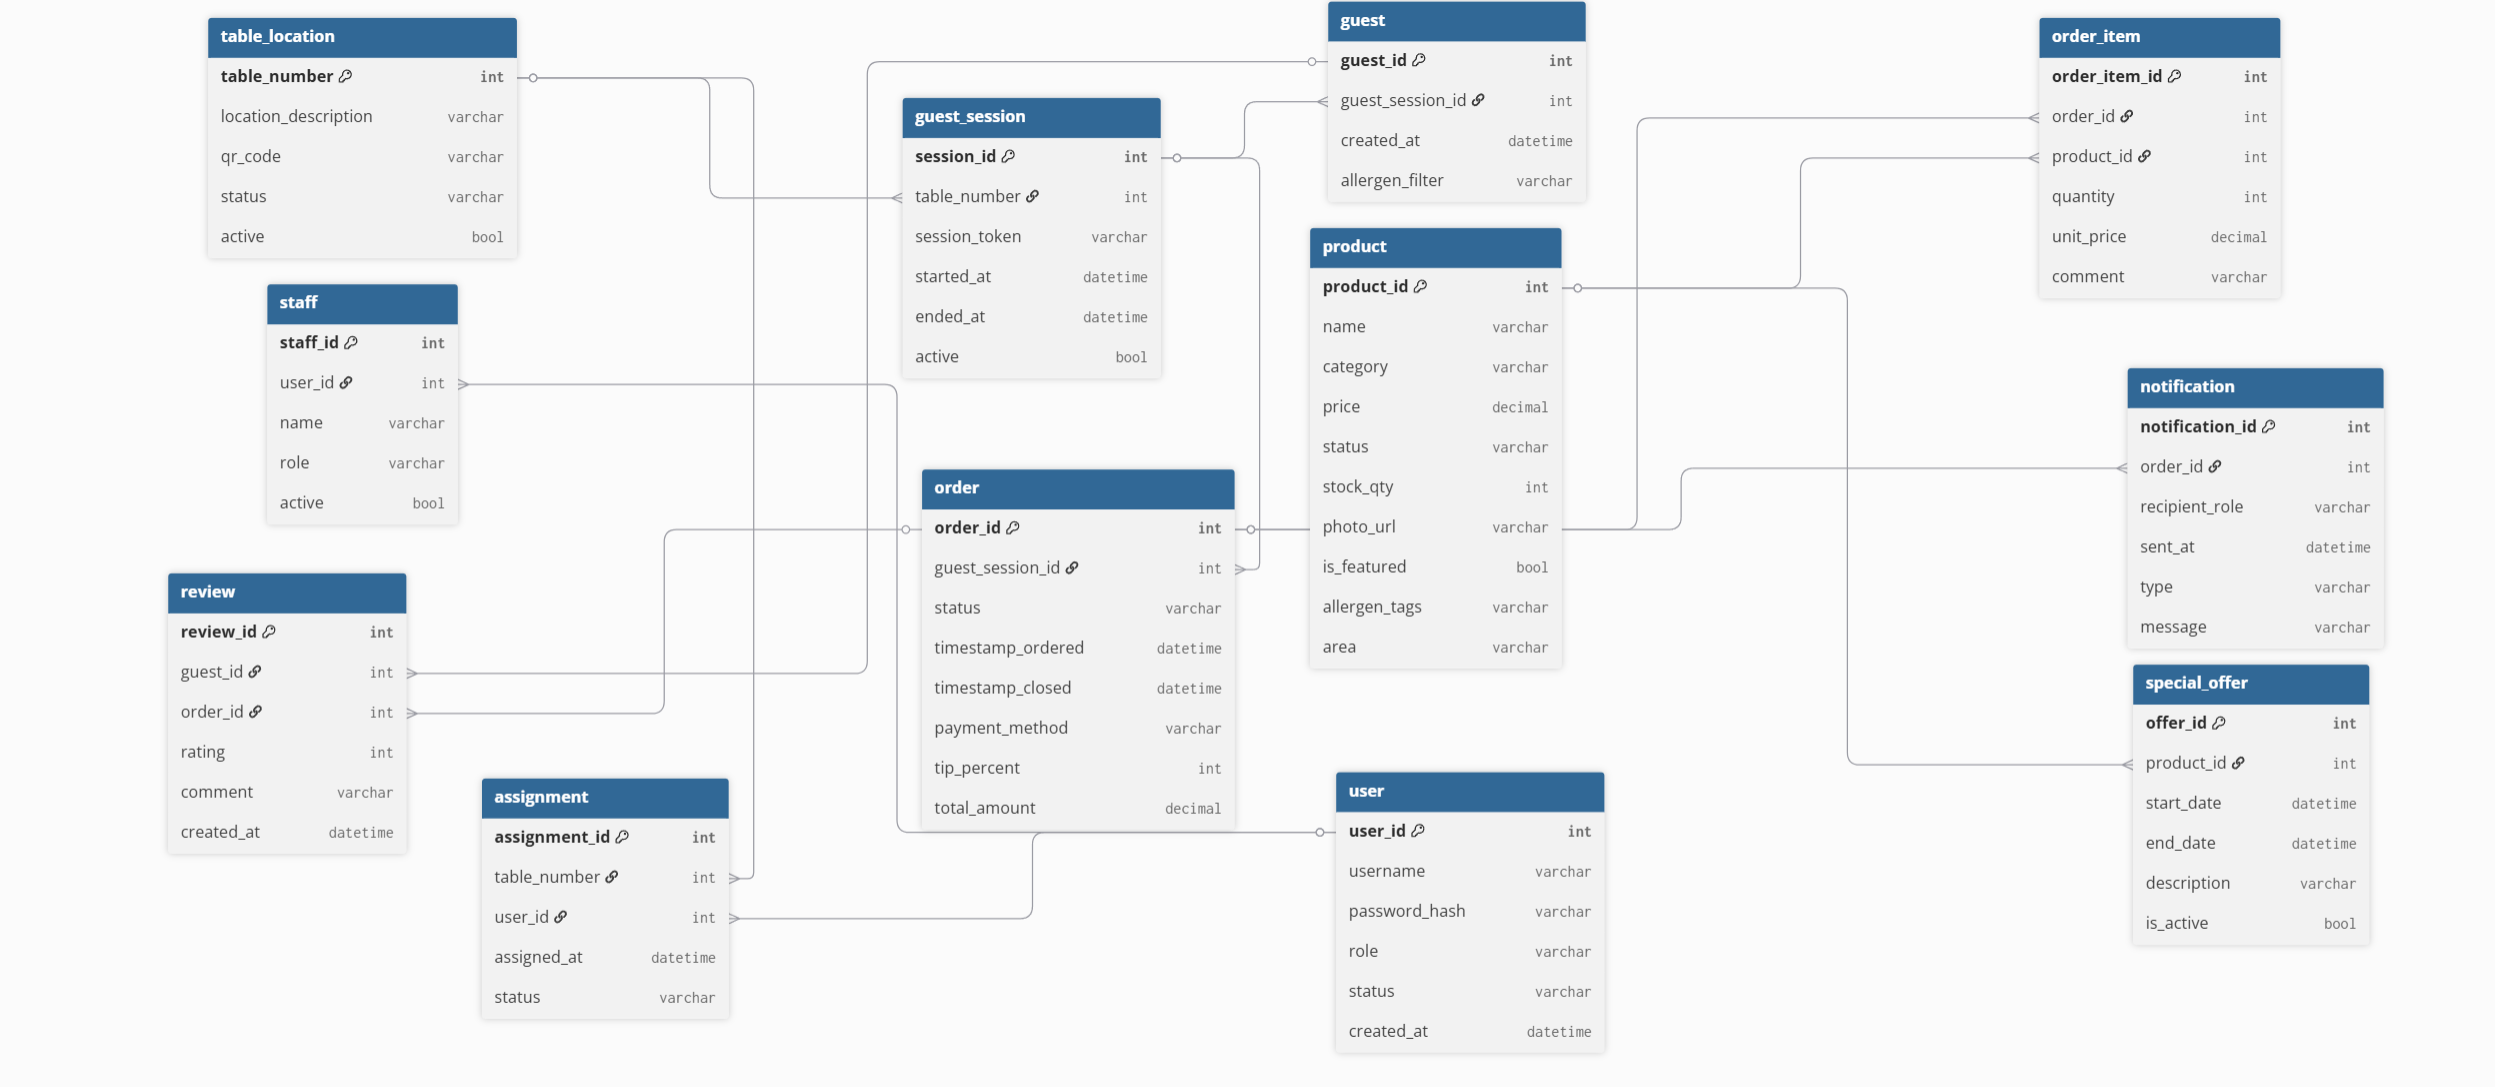 table_location
table_number int
location_description varchar
qr_code varchar
status varchar
active bool
staff
staff_id int
user_id int
name varchar
role varchar
active bool
review
review_id int
guest_id int
order_id int
rating int
comment varchar
created_at datetime
assignment
assignment_id int
table_number int
user_id int
assigned_at datetime
status varchar
guest_session
session_id int
table_number int
session_token varchar
started_at datetime
ended_at datetime
active bool
order
order_id int
guest_session_id int
status varchar
timestamp_ordered datetime
timestamp_closed datetime
payment_method varchar
tip_percent int
total_amount decimal
guest
guest_id int
guest_session_id int
created_at datetime
allergen_filter varchar
product
product_id int
name varchar
category varchar
price decimal
status varchar
stock_qty int
photo_url varchar
is_featured bool
allergen_tags varchar
area varchar
user
user_id int
username varchar
password_hash varchar
role varchar
status varchar
created_at datetime
order_item
order_item_id int
order_id int
product_id int
quantity int
unit_price decimal
comment varchar
notification
notification_id int
order_id int
recipient_role varchar
sent_at datetime
type varchar
message varchar
special_offer
offer_id int
product_id int
start_date datetime
end_date datetime
description varchar
is_active bool